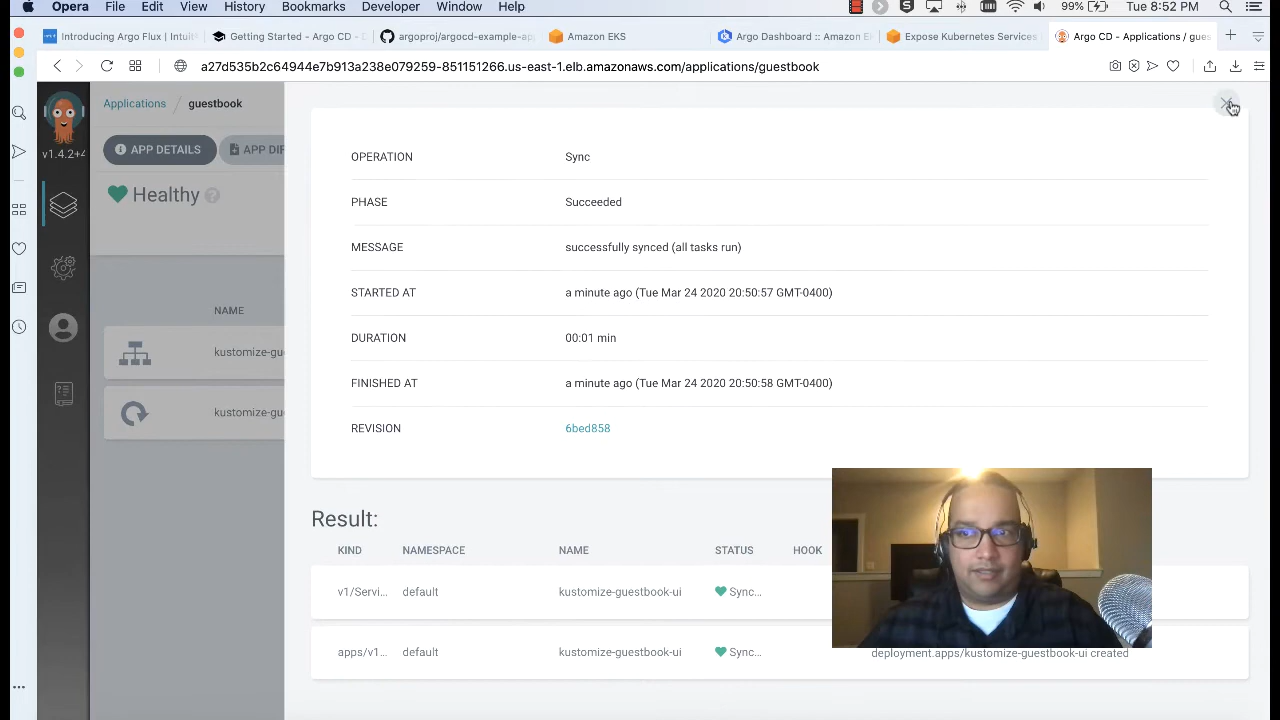 Opera File Edit View History Bookmarks Developer Window Help 99% Tue 8:52 PM
Introducing Argo Flux | Intuit Getting Started - Argo CD - argoproj/argocd-example-ap Amazon EKS Argo Dashboard :: Amazon E Expose Kubernetes Services Argo CD - Applications / gues
a27d535b2c64944e7b913a238e079259-851151266.us-east-1.elb.amazonaws.com/applications/guestbook
Applications / guestbook
v1.4.2+4
APP DETAILS APP DIF
Healthy
NAME
kustomize-gu
kustomize-gu
OPERATION Sync
PHASE Succeeded
MESSAGE successfully synced (all tasks run)
STARTED AT a minute ago (Tue Mar 24 2020 20:50:57 GMT-0400)
DURATION 00:01 min
FINISHED AT a minute ago (Tue Mar 24 2020 20:50:58 GMT-0400)
REVISION 6bed858
Result:
KIND NAMESPACE NAME STATUS HOOK
v1/Servi... default kustomize-guestbook-ui Sync...
apps/v1... default kustomize-guestbook-ui Sync... deployment.apps/kustomize-guestbook-ui created